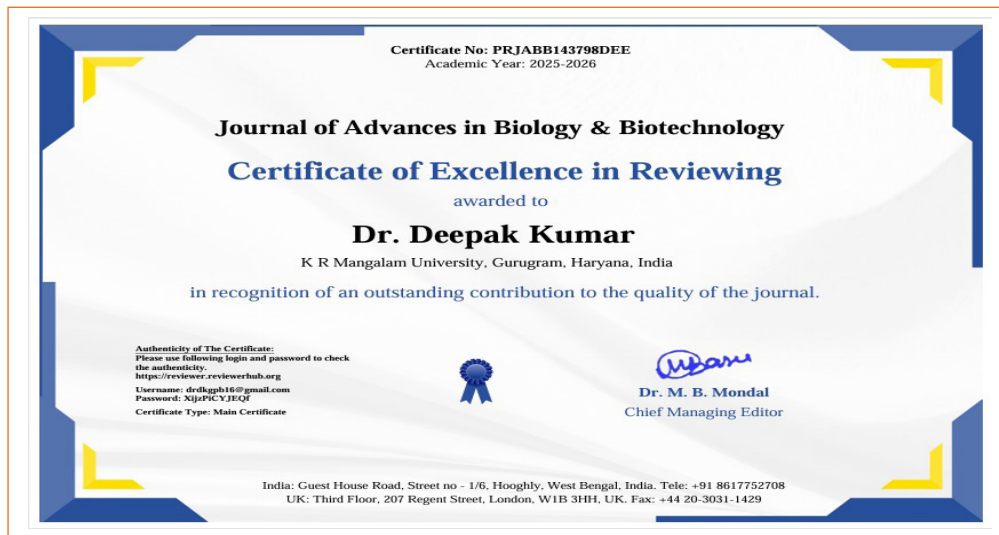 Certificate No: PRJABB143798DEE
Academic Year: 2025-2026
Journal of Advances in Biology & Biotechnology
Certificate of Excellence in Reviewing
awarded to
Dr. Deepak Kumar
K R Mangalam University, Gurugram, Haryana, India
in recognition of an outstanding contribution to the quality of the journal.
Authenticity of The Certificate:
Please use following login and password to check
the authenticity.
https://reviewer.reviewerhub.org
Username: drdkgpb16@gmail.com
Password: XijzPiCYJEQf
Certificate Type: Main Certificate
Dr. M. B. Mondal
Chief Managing Editor
India: Guest House Road, Street no - 1/6, Hooghly, West Bengal, India. Tele: +91 8617752708
UK: Third Floor, 207 Regent Street, London, W1B 3HH, UK. Fax: +44 20-3031-1429